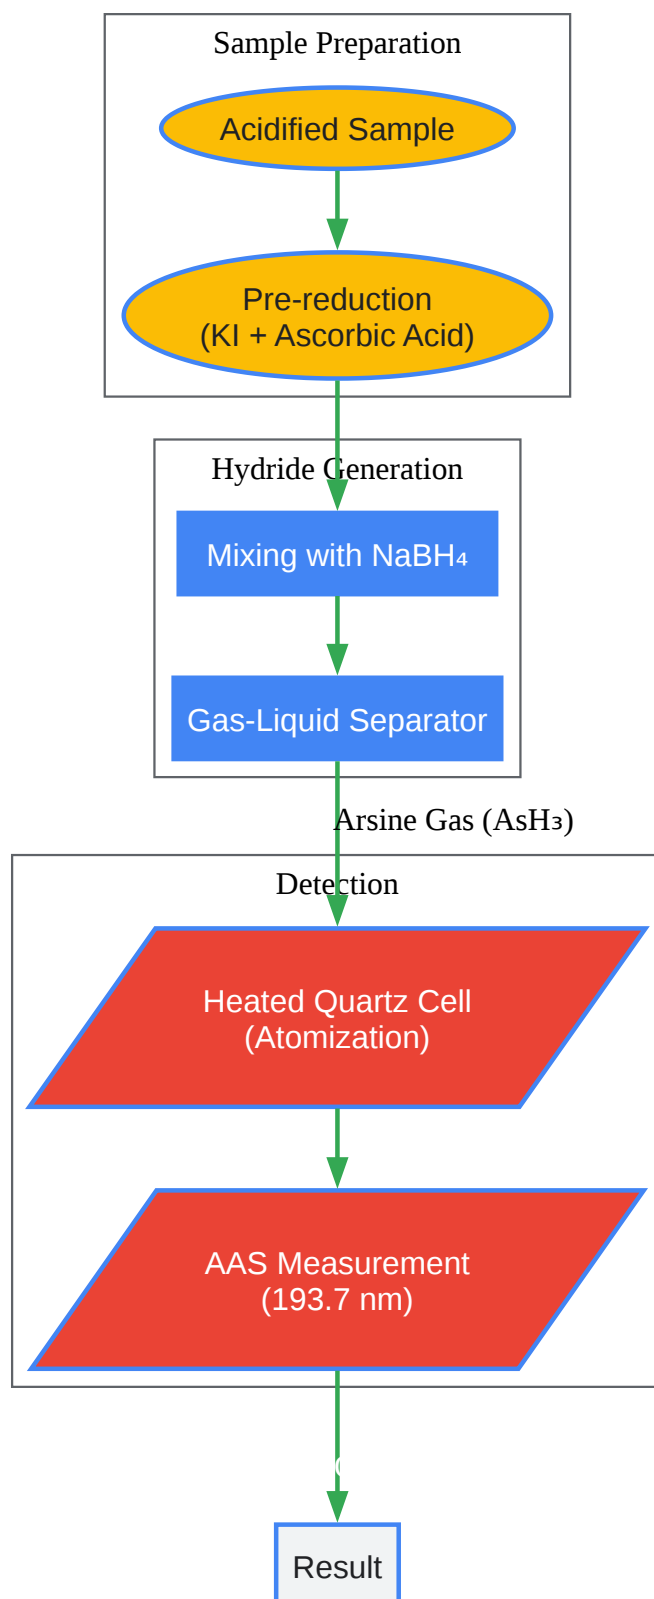 Sample Preparation
Acidified Sample
Pre-reduction
(KI + Ascorbic Acid)
Hydride Generation
Mixing with NaBH₄
Gas-Liquid Separator
Arsine Gas (AsH₃)
Detection
Heated Quartz Cell
(Atomization)
AAS Measurement
(193.7 nm)
Result